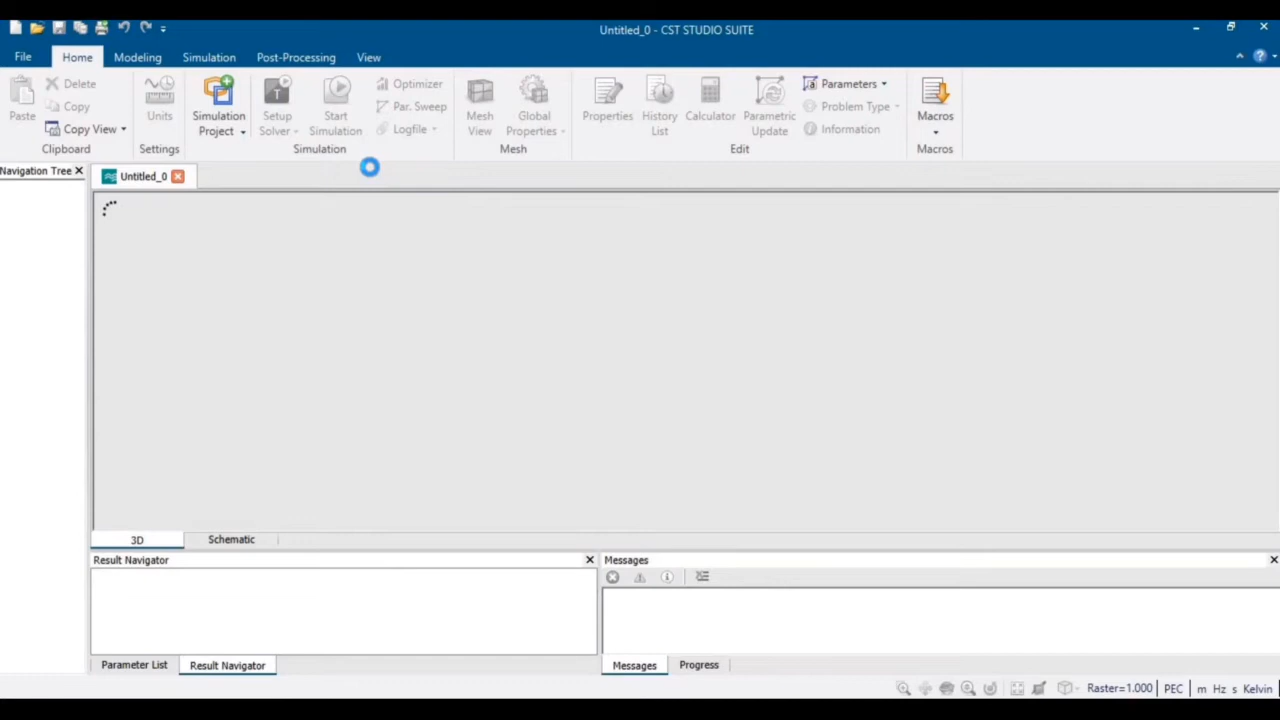 Untitled_0 - CST STUDIO SUITE
File Home Modeling Simulation Post-Processing View
Paste Delete Copy Copy View Units Simulation Project Setup Solver Start Simulation Optimizer Par. Sweep Logfile Mesh View Global Properties Properties History List Calculator Parametric Update Parameters Problem Type Information Macros
Clipboard Settings Simulation Mesh Edit Macros
Navigation Tree Untitled_0
3D Schematic
Result Navigator Messages
Parameter List Result Navigator Messages Progress
Raster=1.000 PEC m Hz s Kelvin